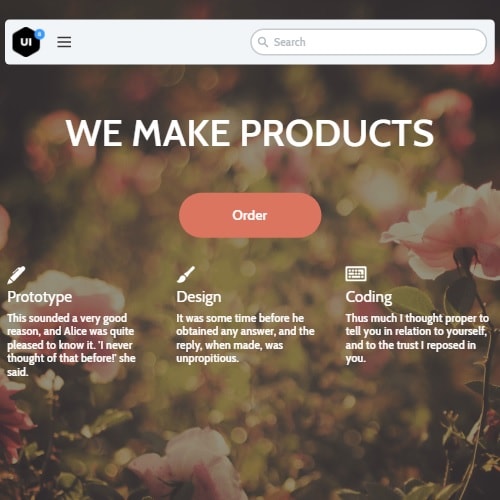 UI
Search
WE MAKE PRODUCTS
Order
Prototype
This sounded a very good
reason, and Alice was quite
pleased to know it. 'I never
thought of that before!' she
said.
Design
It was some time before he
obtained any answer, and the
reply, when made, was
unpropitious.
Coding
Thus much I thought proper to
tell you in relation to yourself,
and to the trust I reposed in
you.